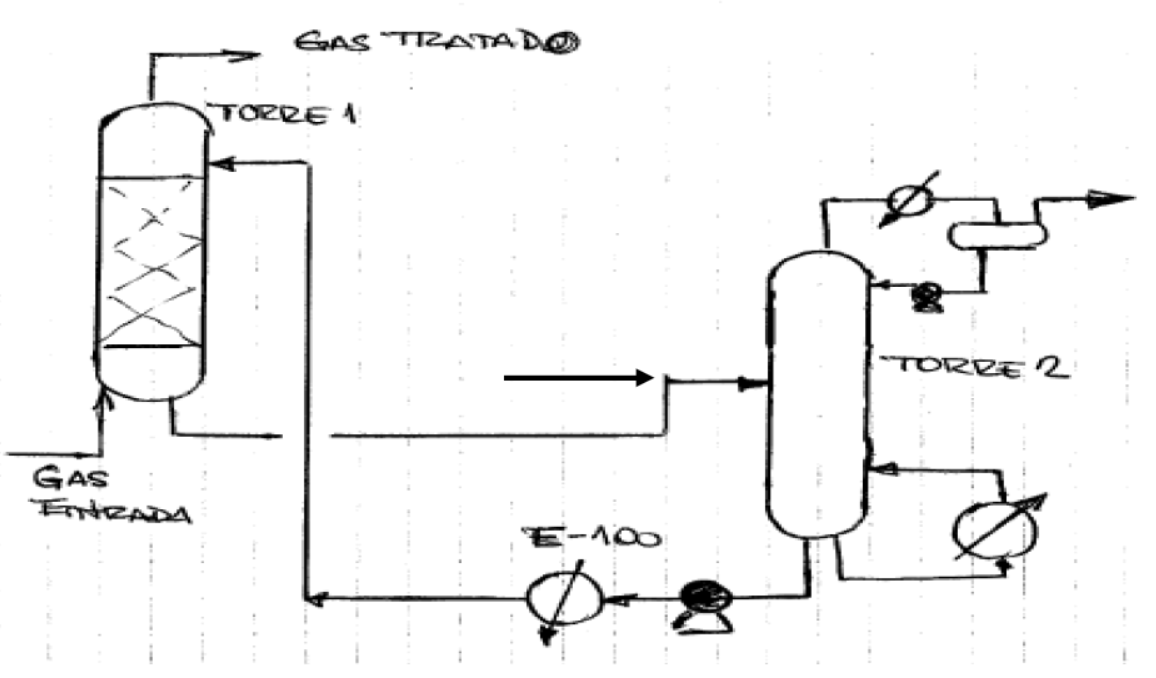 GAS TRATADO
TORRE 1
TORRE 2
GAS
ENTRADA
E-100